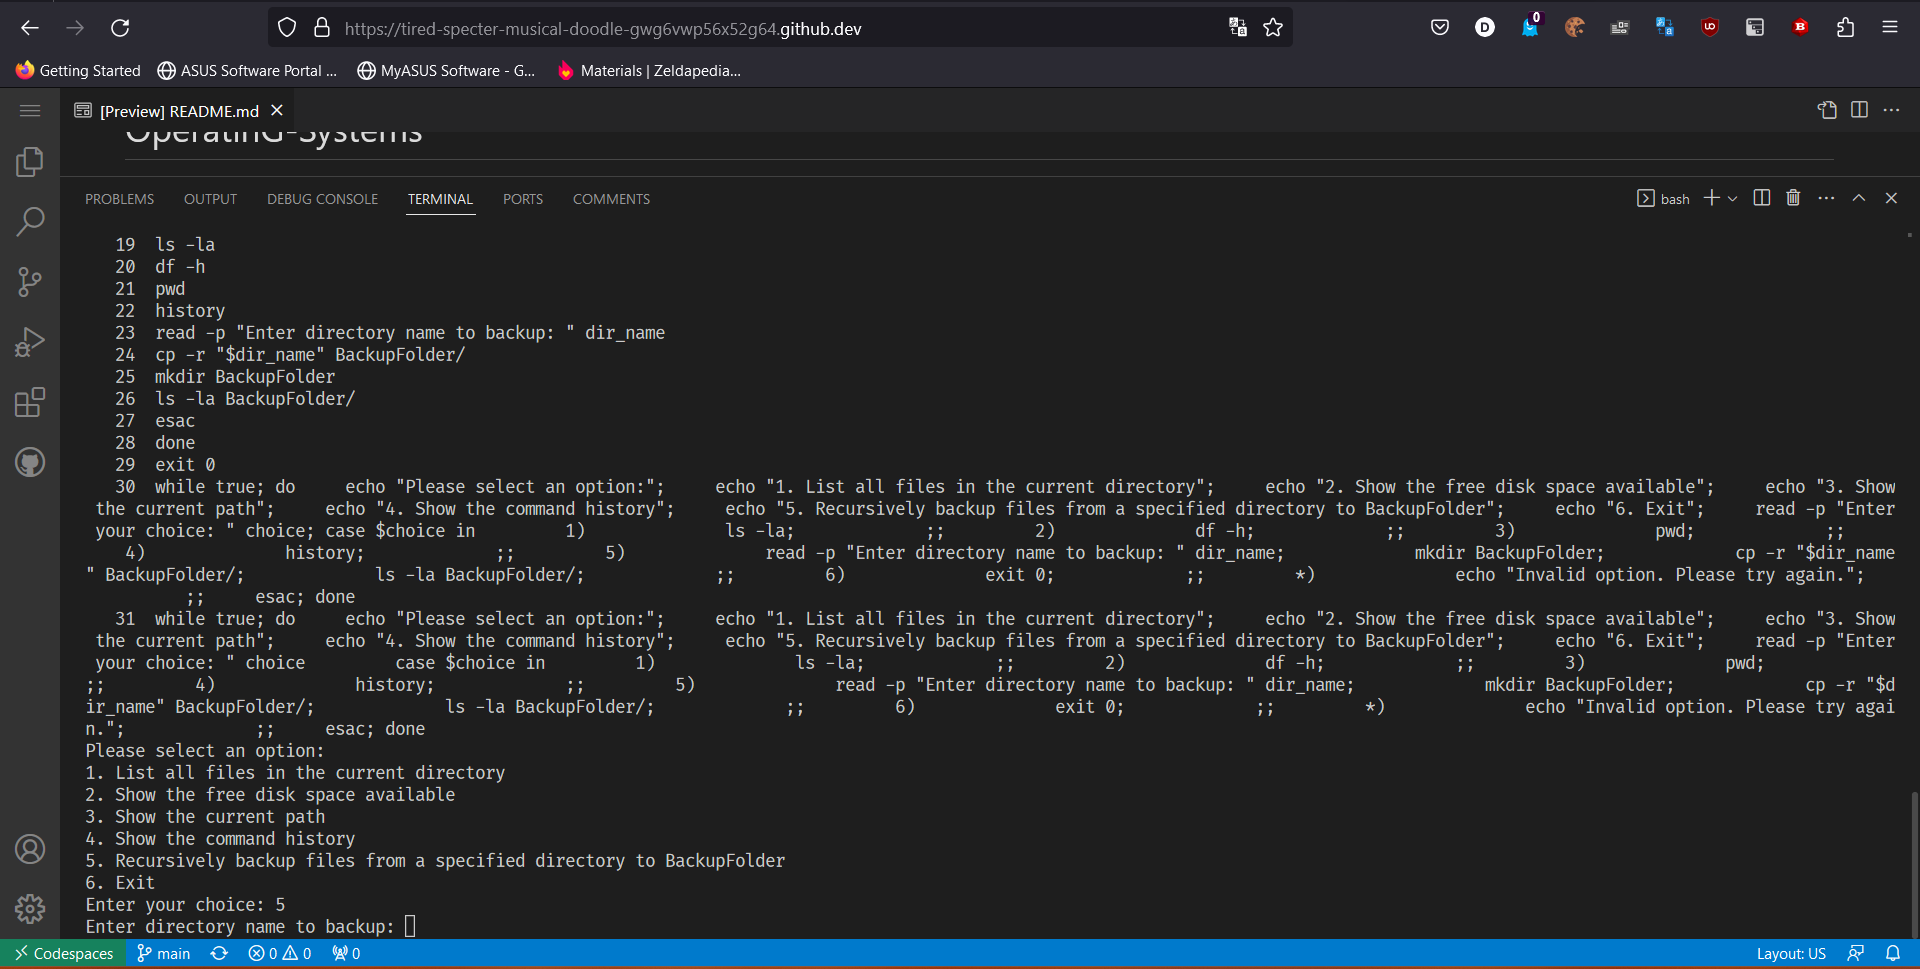 https://tired-specter-musical-doodle-gwg6vwp56x52g64.github.dev
D
0
UO
B
Getting Started
ASUS Software Portal ...
MyASUS Software - G...
Materials | Zeldapedia...
[Preview] README.md
OperatinG-Systems
PROBLEMS OUTPUT DEBUG CONSOLE TERMINAL PORTS COMMENTS
bash
19 ls -la
20 df -h
21 pwd
22 history
23 read -p "Enter directory name to backup: " dir_name
24 cp -r "$dir_name" BackupFolder/
25 mkdir BackupFolder
26 ls -la BackupFolder/
27 esac
28 done
29 exit 0
30 while true; do echo "Please select an option:"; echo "1. List all files in the current directory"; echo "2. Show the free disk space available"; echo "3. Show
the current path"; echo "4. Show the command history"; echo "5. Recursively backup files from a specified directory to BackupFolder"; echo "6. Exit"; read -p "Enter
your choice: " choice; case $choice in 1) ls -la; ;; 2) df -h; ;; 3) pwd; ;;
4) history; ;; 5) read -p "Enter directory name to backup: " dir_name; mkdir BackupFolder; cp -r "$dir_name
" BackupFolder/; ls -la BackupFolder/; ;; 6) exit 0; ;; *) echo "Invalid option. Please try again.";
;; esac; done
31 while true; do echo "Please select an option:"; echo "1. List all files in the current directory"; echo "2. Show the free disk space available"; echo "3. Show
the current path"; echo "4. Show the command history"; echo "5. Recursively backup files from a specified directory to BackupFolder"; echo "6. Exit"; read -p "Enter
your choice: " choice case $choice in 1) ls -la; ;; 2) df -h; ;; 3) pwd;
;; 4) history; ;; 5) read -p "Enter directory name to backup: " dir_name; mkdir BackupFolder; cp -r "$d
ir_name" BackupFolder/; ls -la BackupFolder/; ;; 6) exit 0; ;; *) echo "Invalid option. Please try agai
n."; ;; esac; done
Please select an option:
1. List all files in the current directory
2. Show the free disk space available
3. Show the current path
4. Show the command history
5. Recursively backup files from a specified directory to BackupFolder
6. Exit
Enter your choice: 5
Enter directory name to backup:
Codespaces main 0 0 0 Layout: US